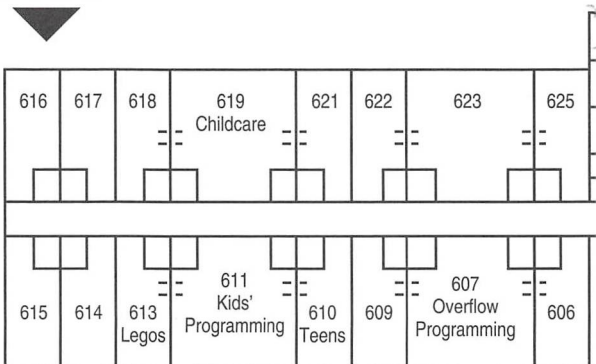 616 617 618 619 621 622 623 625
Childcare
615 614 613 611 610 609 607 606
Legos Kids' Teens Overflow
Programming Programming